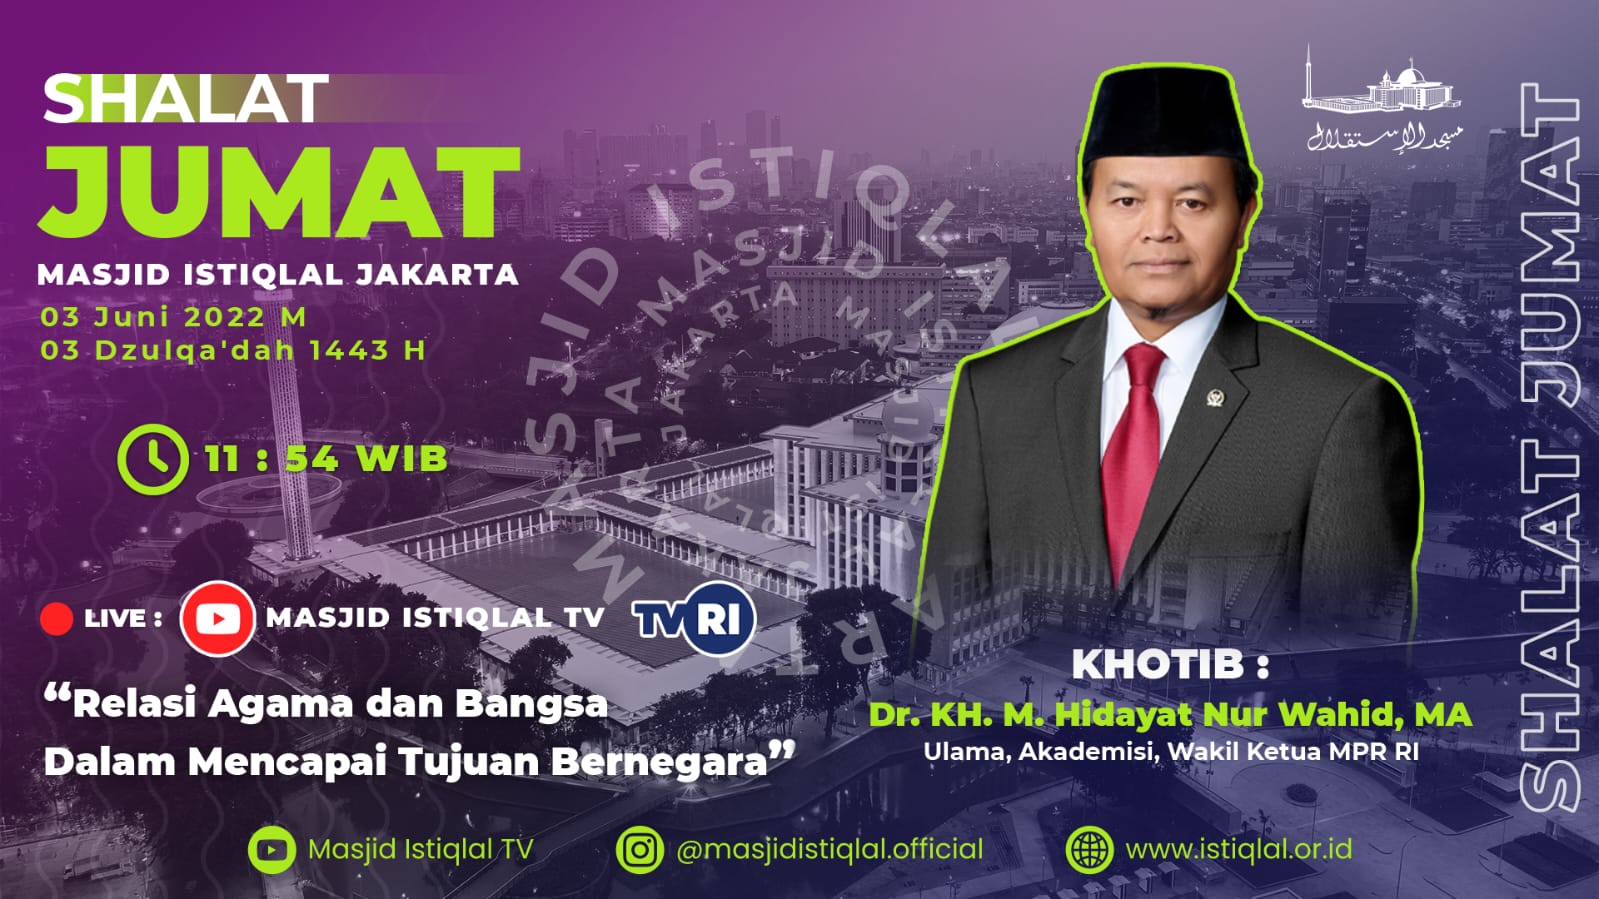 SHALAT
JUMAT
MASJID ISTIQLAL JAKARTA
03 Juni 2022 M
03 Dzulqa'dah 1443 H
11 : 54 WIB
LIVE :
MASJID ISTIQLAL TV
TVRI
“Relasi Agama dan Bangsa
Dalam Mencapai Tujuan Bernegara”
مسجد الإستقلال
KHOTIB :
Dr. KH. M. Hidayat Nur Wahid, MA
Ulama, Akademisi, Wakil Ketua MPR RI
SHALAT JUMAT
MASJID ISTIQLAL JAKARTA
Masjid Istiqlal TV
@masjidistiqlal.official
www.istiqlal.or.id